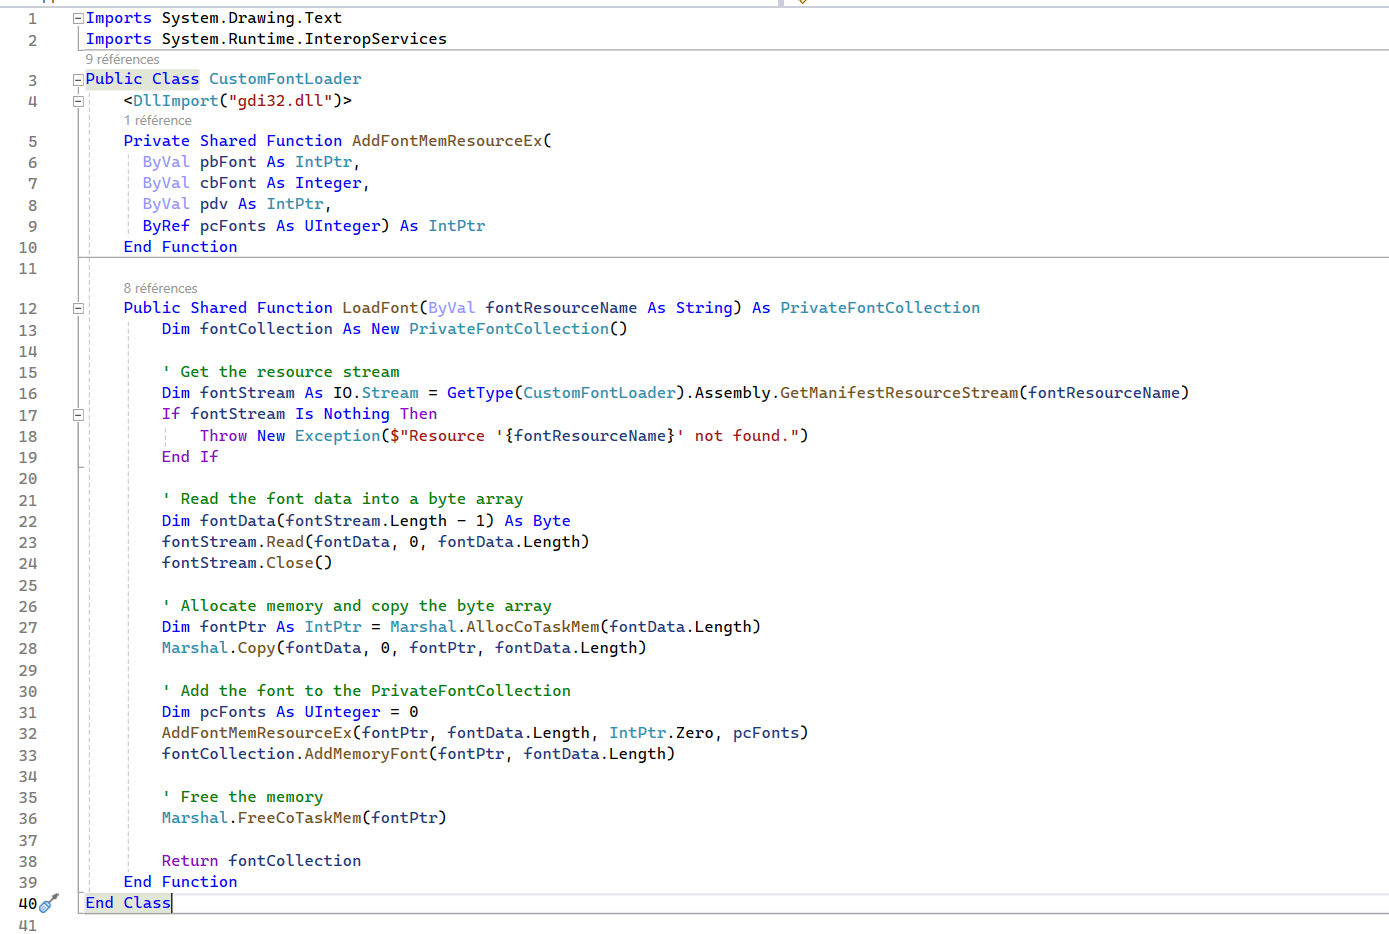 1 Imports System.Drawing.Text
2 Imports System.Runtime.InteropServices
9 références
3 Public Class CustomFontLoader
4 <DllImport("gdi32.dll")>
1 référence
5 Private Shared Function AddFontMemResourceEx(
6 ByVal pbFont As IntPtr,
7 ByVal cbFont As Integer,
8 ByVal pdv As IntPtr,
9 ByRef pcFonts As UInteger) As IntPtr
10 End Function
11
8 références
12 Public Shared Function LoadFont(ByVal fontResourceName As String) As PrivateFontCollection
13 Dim fontCollection As New PrivateFontCollection()
14
15 ' Get the resource stream
16 Dim fontStream As IO.Stream = GetType(CustomFontLoader).Assembly.GetManifestResourceStream(fontResourceName)
17 If fontStream Is Nothing Then
18 Throw New Exception($"Resource '{fontResourceName}' not found.")
19 End If
20
21 ' Read the font data into a byte array
22 Dim fontData(fontStream.Length - 1) As Byte
23 fontStream.Read(fontData, 0, fontData.Length)
24 fontStream.Close()
25
26 ' Allocate memory and copy the byte array
27 Dim fontPtr As IntPtr = Marshal.AllocCoTaskMem(fontData.Length)
28 Marshal.Copy(fontData, 0, fontPtr, fontData.Length)
29
30 ' Add the font to the PrivateFontCollection
31 Dim pcFonts As UInteger = 0
32 AddFontMemResourceEx(fontPtr, fontData.Length, IntPtr.Zero, pcFonts)
33 fontCollection.AddMemoryFont(fontPtr, fontData.Length)
34
35 ' Free the memory
36 Marshal.FreeCoTaskMem(fontPtr)
37
38 Return fontCollection
39 End Function
40 End Class
41